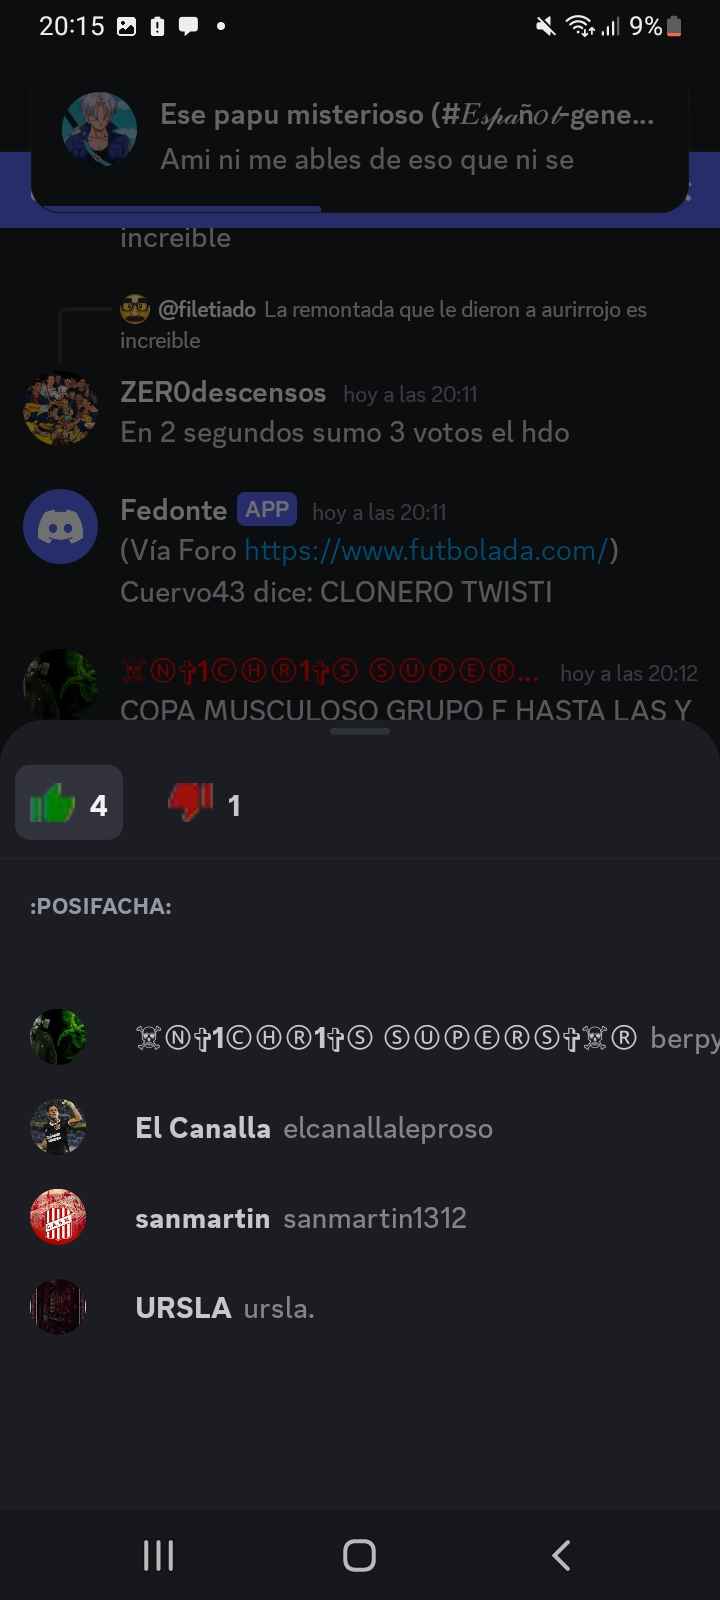 20:15
9%
Ese papu misterioso (#𝐸𝓈𝓅𝒶ñ𝑜𝓁-gene...
Ami ni me ables de eso que ni se
increible
@filetiado La remontada que le dieron a aurirrojo es
increible
ZER0descensos hoy a las 20:11
En 2 segundos sumo 3 votos el hdo
Fedonte APP hoy a las 20:11
(Vía Foro https://www.futbolada.com/)
Cuervo43 dice: CLONERO TWISTI
☠Ⓝ✞1ⒸⒽⓇ1✞Ⓢ ⓈⓊⓅⒺⓇ... hoy a las 20:12
COPA MUSCULOSO GRUPO F HASTA LAS Y
4 1
:POSIFACHA:
☠Ⓝ✞1ⒸⒽⓇ1✞Ⓢ ⓈⓊⓅⒺⓇⓈ✞☠Ⓡ berpy
El Canalla elcanallaleproso
sanmartin sanmartin1312
URSLA ursla.